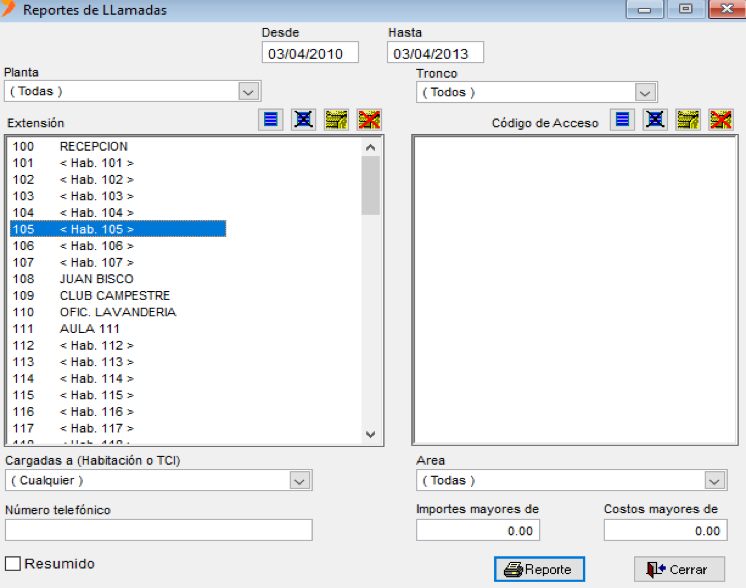 Reportes de LLamadas
Desde
Hasta
03/04/2010
03/04/2013
Planta
Tronco
( Todas )
( Todos )
Extensión
Código de Acceso
100 RECEPCION
101 < Hab. 101 >
102 < Hab. 102 >
103 < Hab. 103 >
104 < Hab. 104 >
105 < Hab. 105 >
106 < Hab. 106 >
107 < Hab. 107 >
108 JUAN BISCO
109 CLUB CAMPESTRE
110 OFIC. LAVANDERIA
111 AULA 111
112 < Hab. 112 >
113 < Hab. 113 >
114 < Hab. 114 >
115 < Hab. 115 >
116 < Hab. 116 >
117 < Hab. 117 >
Cargadas a (Habitación o TCI)
Area
( Cualquier )
( Todas )
Número telefónico
Importes mayores de
Costos mayores de
0.00
0.00
Resumido
Reporte
Cerrar